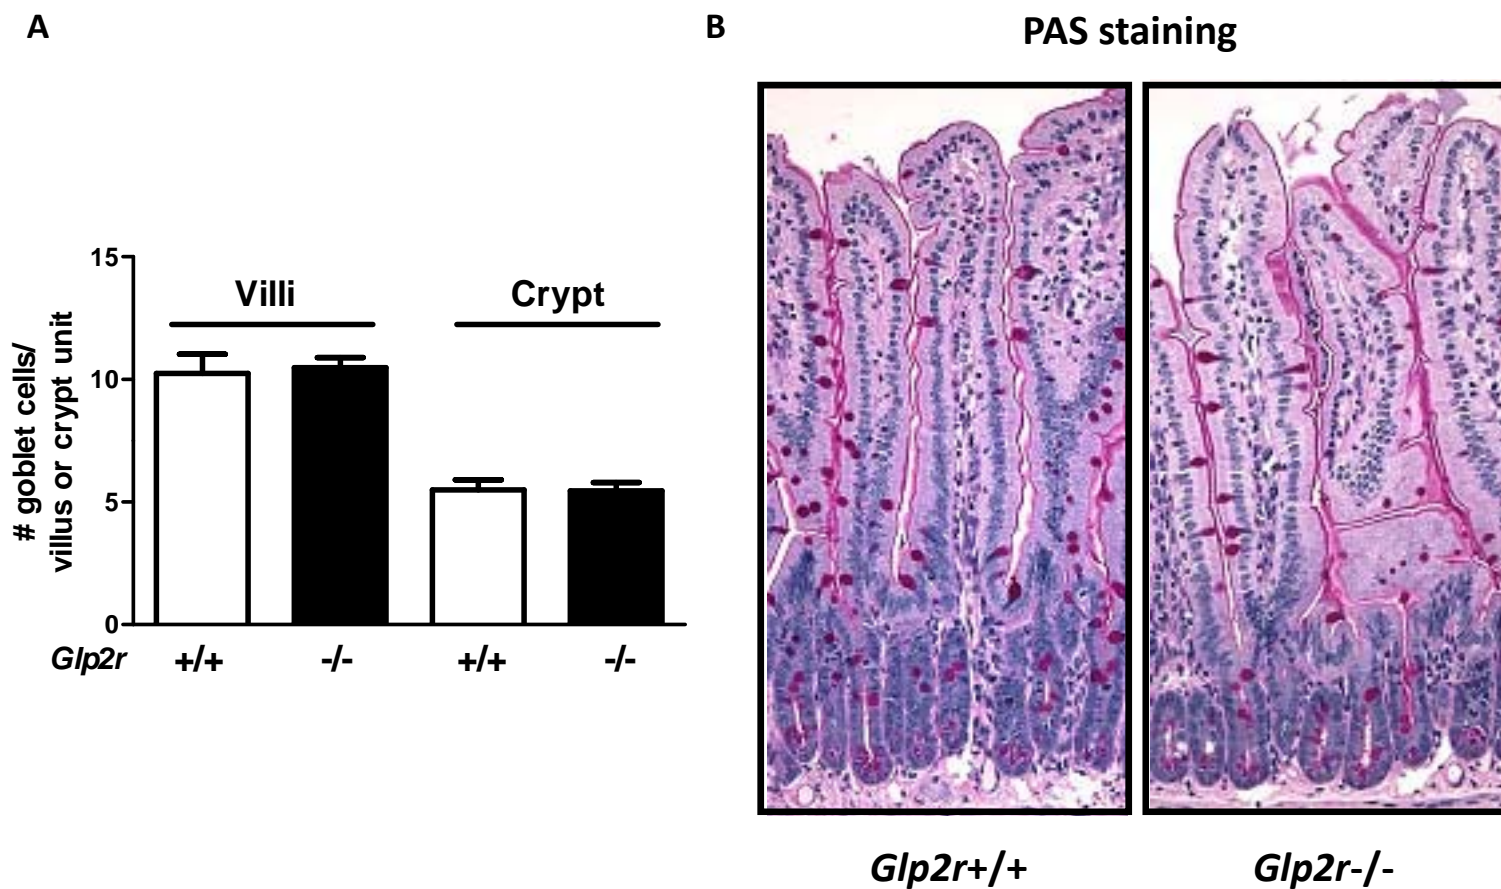 A
B
PAS staining
# goblet cells/
villus or crypt unit
15
10
5
0
Villi
Crypt
Glp2r
+/+
-/-
+/+
-/-
Glp2r+/+
Glp2r-/-